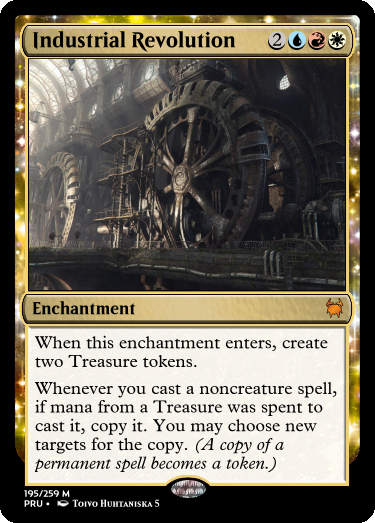 Industrial Revolution 2
Enchantment
When this enchantment enters, create
two Treasure tokens.
Whenever you cast a noncreature spell,
if mana from a Treasure was spent to
cast it, copy it. You may choose new
targets for the copy. (A copy of a
permanent spell becomes a token.)
195/259 M
PRU • Toivo Huhtaniska S